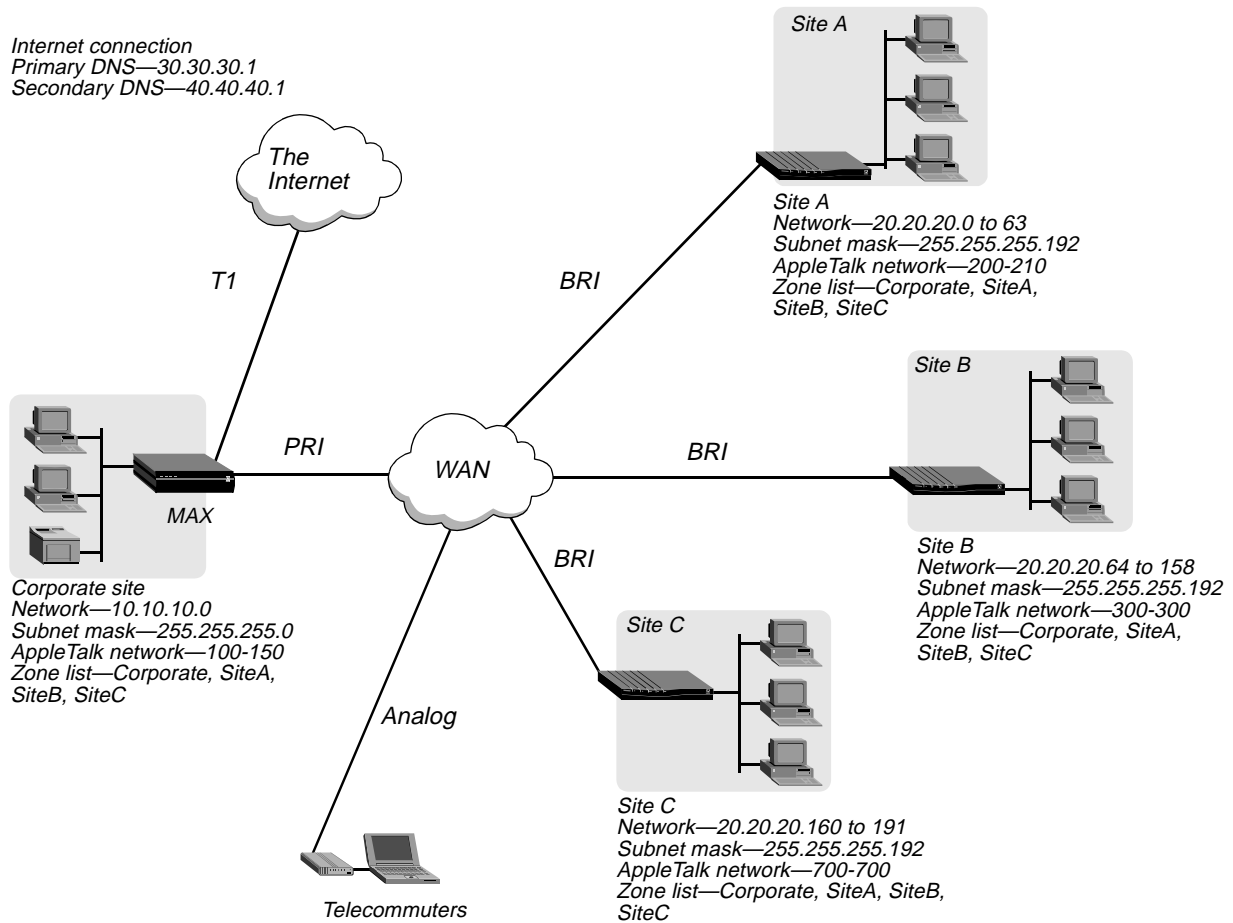 Internet connection
Primary DNS—30.30.30.1
Secondary DNS—40.40.40.1
The
Internet
T1
BRI
Site A
Site A
Network—20.20.20.0 to 63
Subnet mask—255.255.255.192
AppleTalk network—200-210
Zone list—Corporate, SiteA,
SiteB, SiteC
PRI
WAN
BRI
Site B
MAX
Site B
Network—20.20.20.64 to 158
Subnet mask—255.255.255.192
AppleTalk network—300-300
Zone list—Corporate, SiteA,
SiteB, SiteC
Corporate site
Network—10.10.10.0
Subnet mask—255.255.255.0
AppleTalk network—100-150
Zone list—Corporate, SiteA,
SiteB, SiteC
BRI
Site C
Analog
Site C
Network—20.20.20.160 to 191
Subnet mask—255.255.255.192
AppleTalk network—700-700
Zone list—Corporate, SiteA, SiteB,
SiteC
Telecommuters